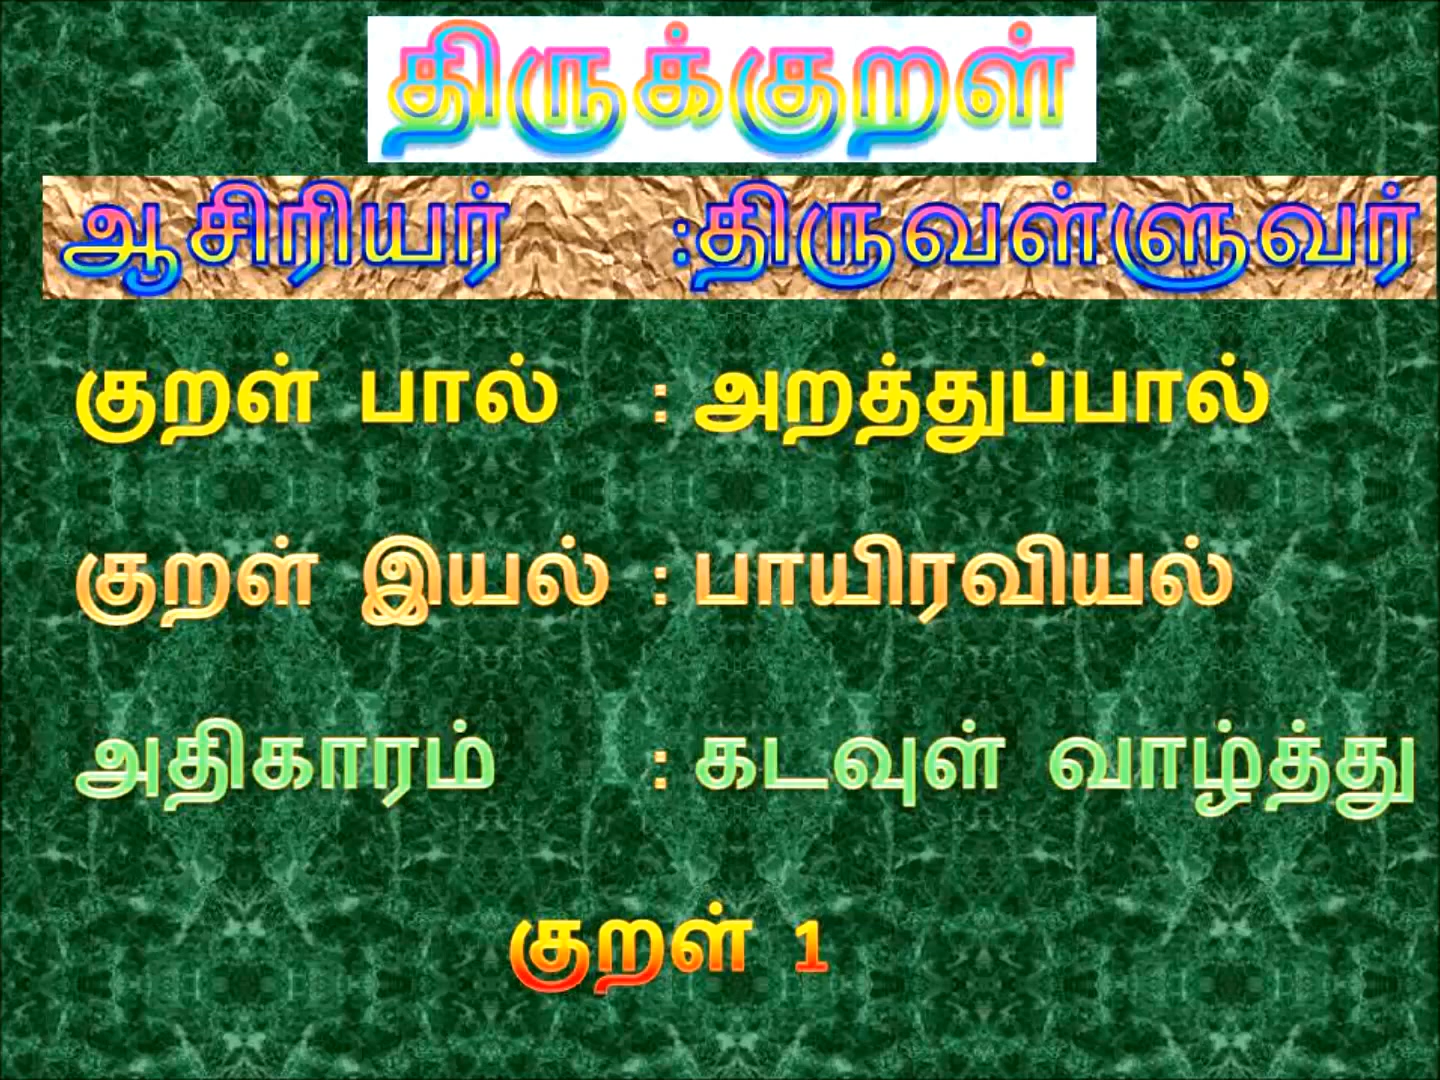 திருக்குறள்
ஆசிரியர் :திருவள்ளுவர்
குறள் பால் : அறத்துப்பால்
குறள் இயல் : பாயிரவியல்
அதிகாரம் : கடவுள் வாழ்த்து
குறள் 1